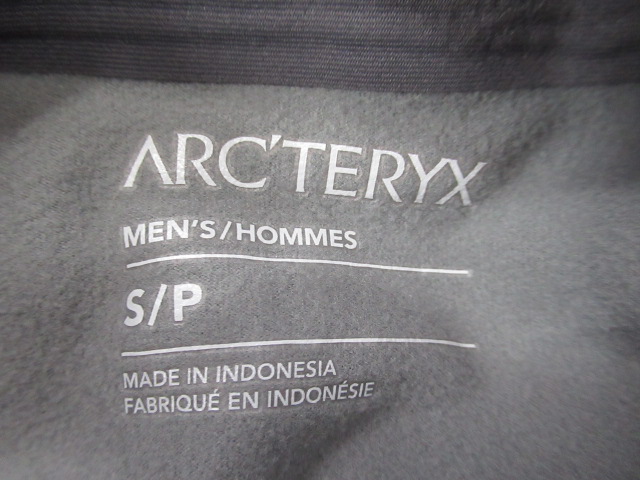 ARC'TERYX
MEN'S/HOMMES
S/P
MADE IN INDONESIA
FABRIQUÉ EN INDONÉSIE